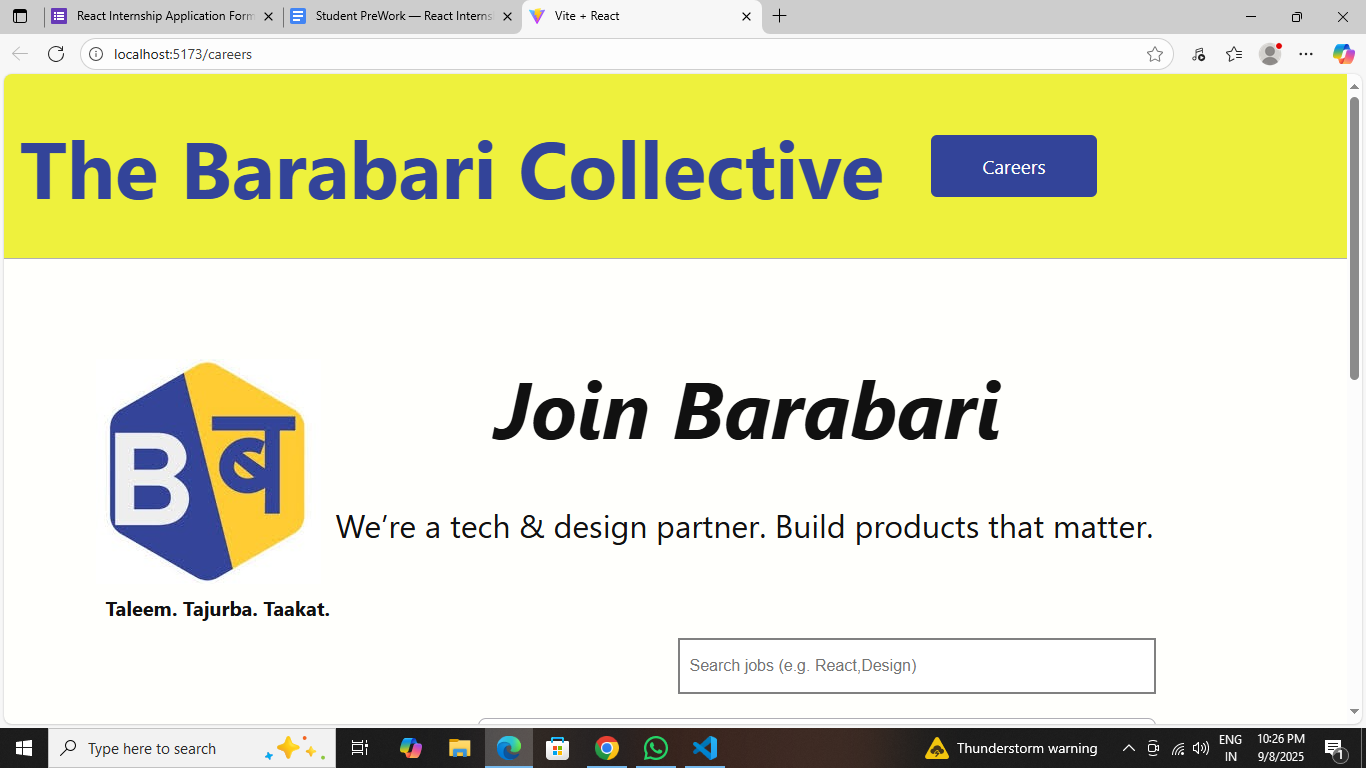 React Internship Application Form
Student PreWork — React Interns
Vite + React
localhost:5173/careers
The Barabari Collective
Careers
B ब
Join Barabari
We’re a tech & design partner. Build products that matter.
Taleem. Tajurba. Taakat.
Search jobs (e.g. React,Design)
Type here to search
Thunderstorm warning
ENG
IN
10:26 PM
9/8/2025
1